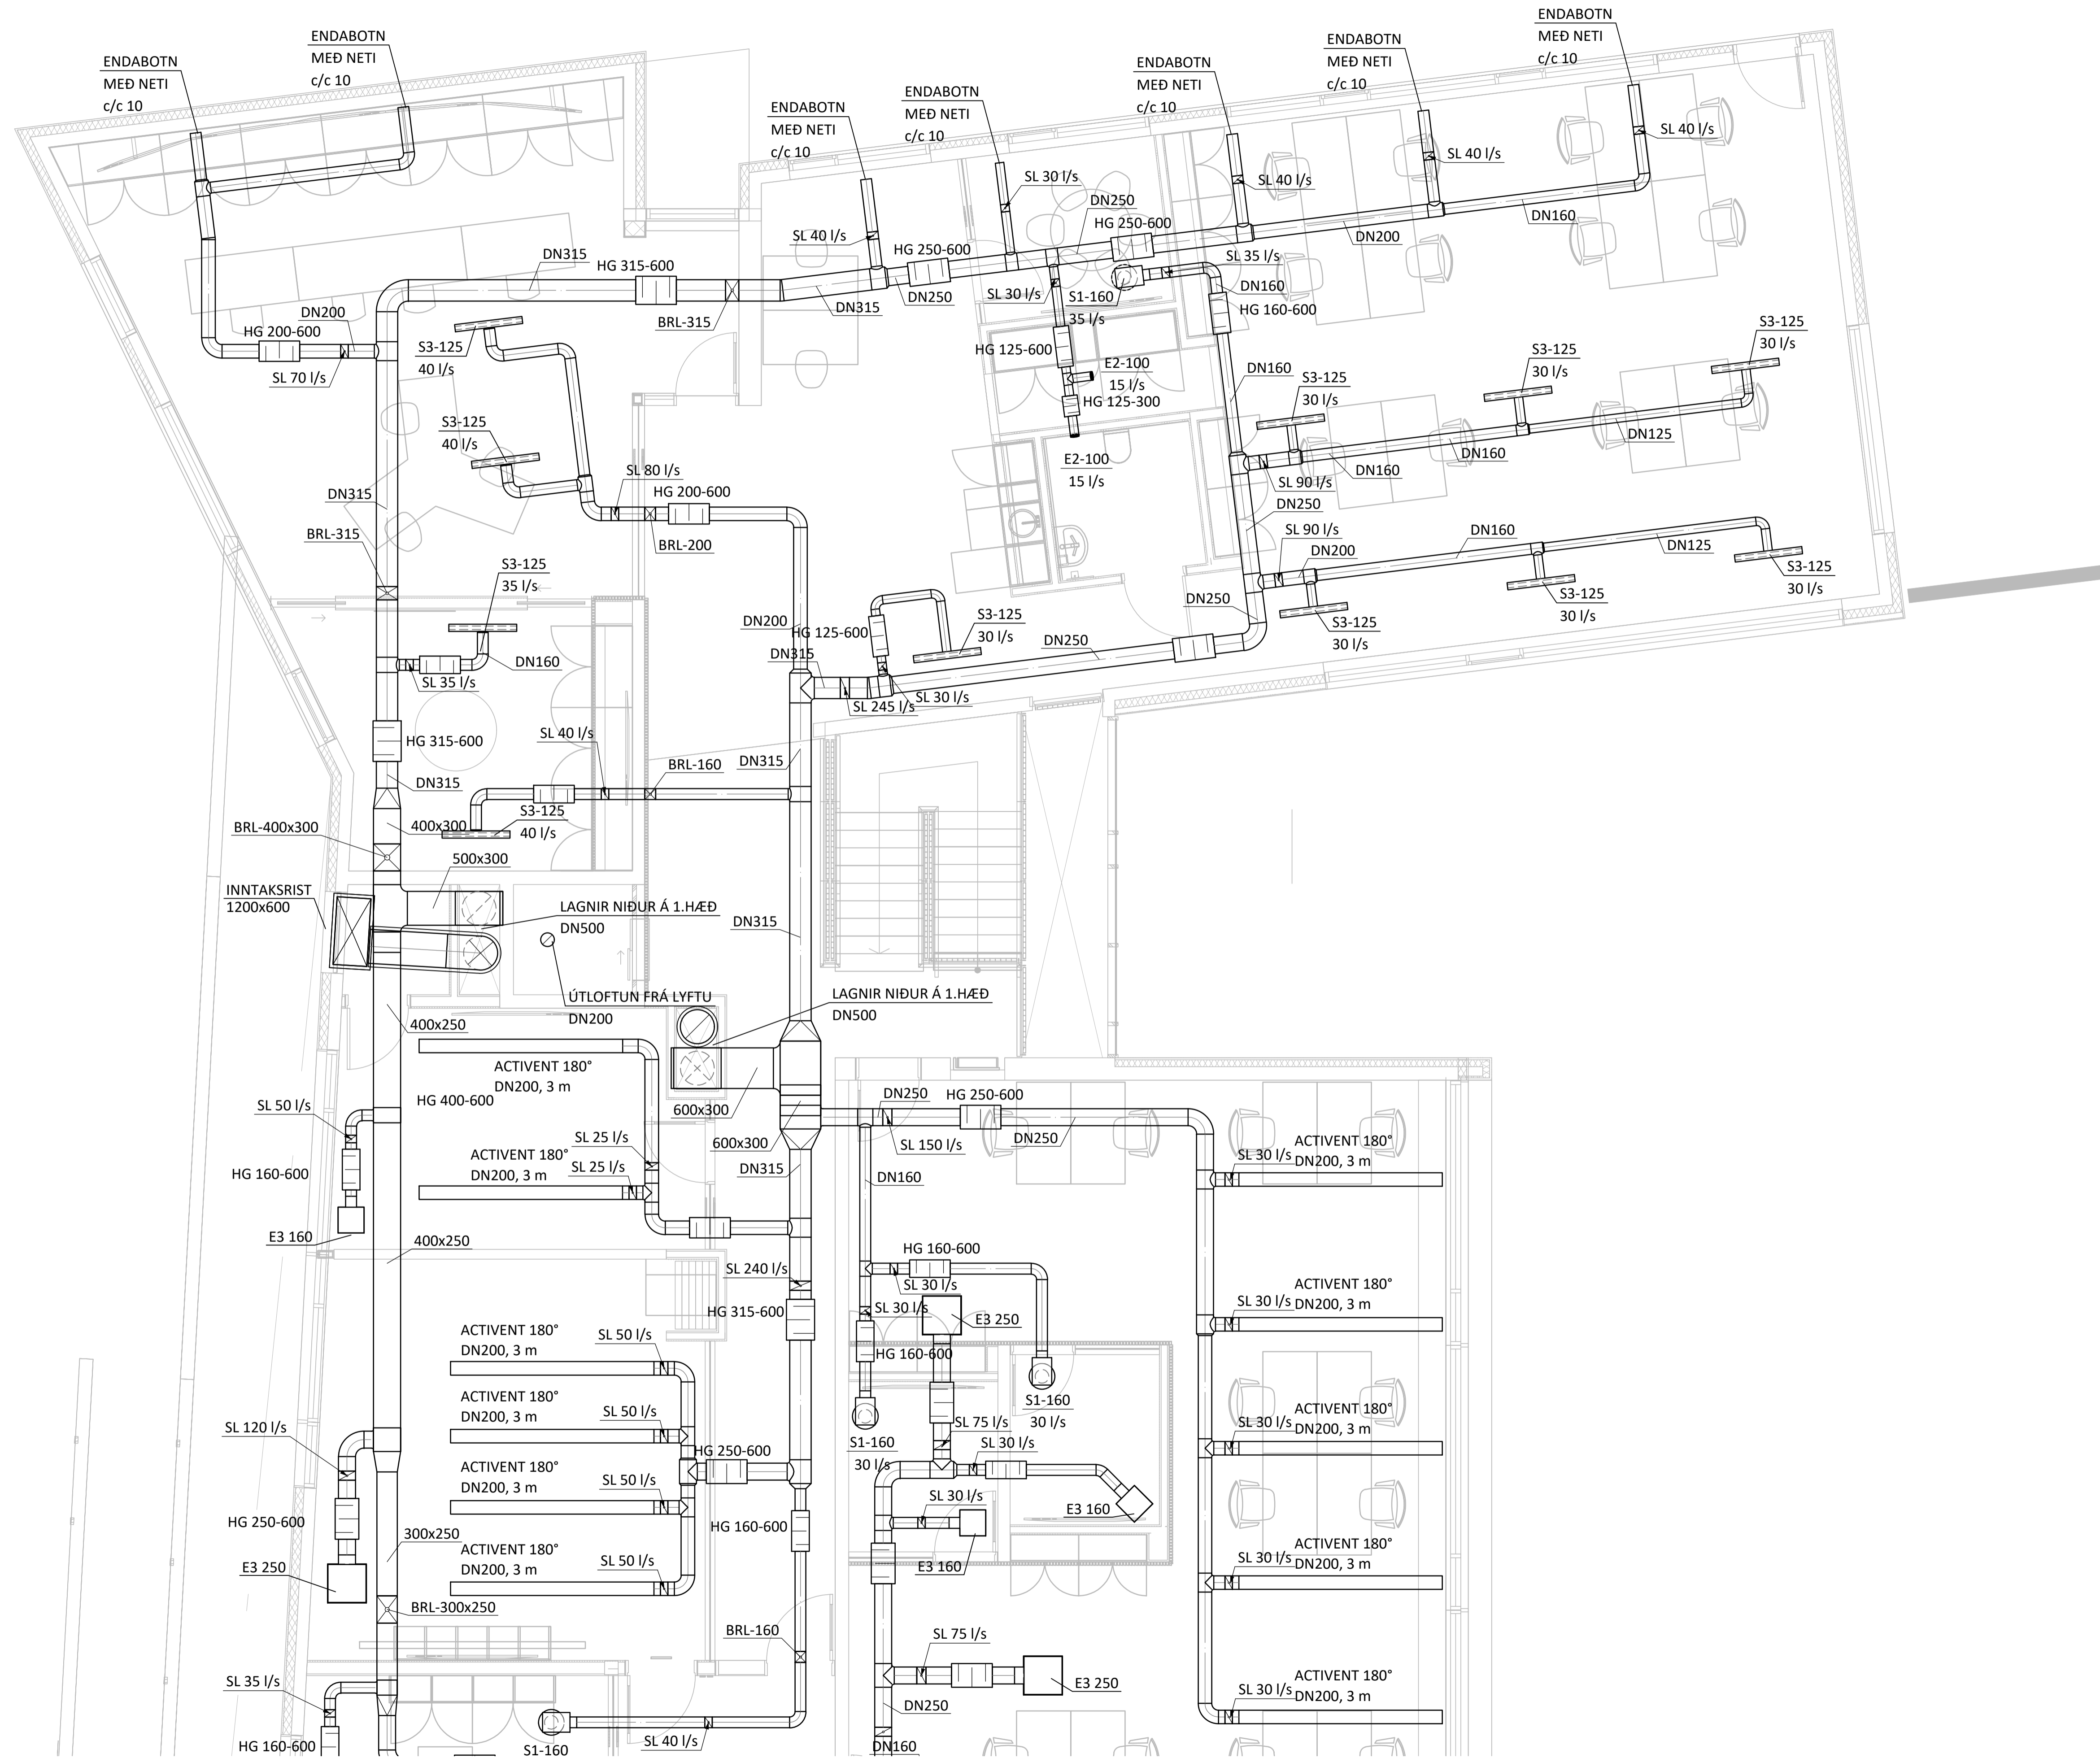 ENDABOTN
MEÐ NETI
c/c 10
ENDABOTN
MEÐ NETI
c/c 10
ENDABOTN
MEÐ NETI
c/c 10
ENDABOTN
MEÐ NETI
c/c 10
ENDABOTN
MEÐ NETI
c/c 10
ENDABOTN
MEÐ NETI
c/c 10
ENDABOTN
MEÐ NETI
c/c 10
SL 40 l/s
SL 40 l/s
SL 40 l/s
SL 30 l/s
SL 40 l/s
DN250
HG 250-600
DN160
DN200
DN315
HG 315-600
HG 250-600
SL 35 l/s
DN250
SL 30 l/s
S1-160
35 l/s
DN160
HG 160-600
DN315
BRL-315
DN200
HG 200-600
SL 70 l/s
S3-125
40 l/s
HG 125-600
E2-100
15 l/s
HG 125-300
DN160
S3-125
30 l/s
S3-125
30 l/s
S3-125
30 l/s
S3-125
40 l/s
E2-100
15 l/s
DN125
DN160
DN160
SL 90 l/s
DN250
SL 80 l/s
HG 200-600
BRL-200
DN315
BRL-315
SL 90 l/s
DN200
DN160
DN125
S3-125
30 l/s
S3-125
30 l/s
S3-125
30 l/s
S3-125
35 l/s
DN160
SL 35 l/s
DN200
HG 125-600
S3-125
30 l/s
DN250
DN250
DN315
SL 30 l/s
SL 245 l/s
HG 315-600
SL 40 l/s
BRL-160
DN315
DN315
S3-125
40 l/s
BRL-400x300
400x300
500x300
INNTAKSRIST
1200x600
LAGNIR NIÐUR Á 1.HÆÐ
DN500
DN315
ÚTLOFTUN FRÁ LYFTU
DN200
LAGNIR NIÐUR Á 1.HÆÐ
DN500
400x250
ACTIVENT 180°
DN200, 3 m
HG 400-600
SL 50 l/s
600x300
DN250
HG 250-600
SL 25 l/s
600x300
SL 150 l/s
DN250
ACTIVENT 180°
DN200, 3 m
SL 25 l/s
DN315
HG 160-600
DN160
SL 30 l/s
ACTIVENT 180°
DN200, 3 m
E3 160
400x250
SL 240 l/s
HG 160-600
SL 30 l/s
HG 315-600
SL 30 l/s
E3 250
SL 30 l/s
ACTIVENT 180°
DN200, 3 m
ACTIVENT 180°
DN200, 3 m
SL 50 l/s
HG 160-600
ACTIVENT 180°
DN200, 3 m
SL 50 l/s
S1-160
30 l/s
SL 75 l/s
SL 120 l/s
HG 250-600
S1-160
30 l/s
SL 30 l/s
SL 30 l/s
ACTIVENT 180°
DN200, 3 m
ACTIVENT 180°
DN200, 3 m
SL 50 l/s
SL 30 l/s
E3 160
HG 250-600
300x250
HG 160-600
ACTIVENT 180°
DN200, 3 m
SL 50 l/s
E3 160
SL 30 l/s
ACTIVENT 180°
DN200, 3 m
E3 250
BRL-300x250
BRL-160
SL 75 l/s
SL 35 l/s
E3 250
DN250
SL 30 l/s
ACTIVENT 180°
DN200, 3 m
HG 160-600
S1-160
SL 40 l/s
DN160